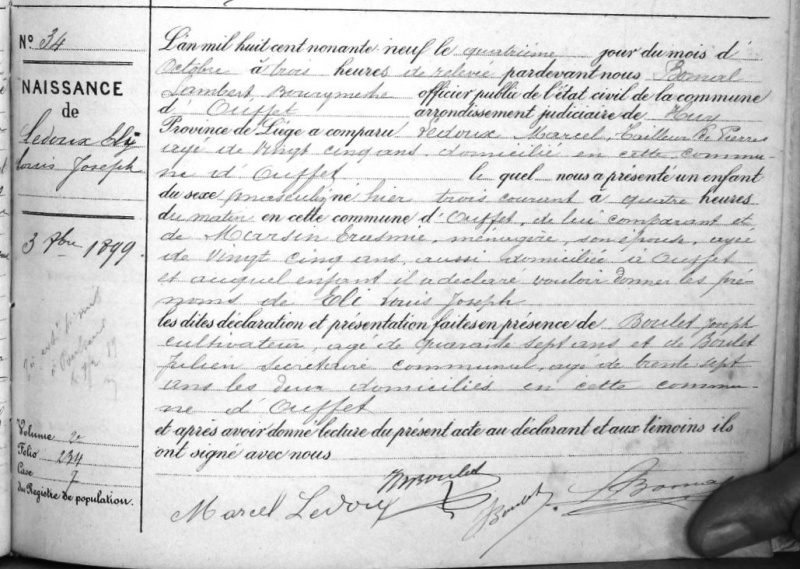 N° 34
NAISSANCE
de
Ledoux Eli
Louis Joseph
3 8bre 1899.
Volume 2
Folio 234
Case 7
du Registre de population.
L'an mil huit cent nonante neuf le quatrième jour du mois d'
octobre à trois heures de relevée pardevant nous
Lambert, Bourgmestre officier public de l'état civil de la commune
d' Ouffet arrondissement judiciaire de Huy
Province de Liège a comparu Ledoux Marcel, Tailleur de Pierres
agé de vingt cinq ans, domicilié en cette commu-
ne d' Ouffet le quel nous a présenté un enfant
du sexe masculin né hier trois courant à quatre heures
du matin en cette commune d' Ouffet, de lui comparant et
de Marsin Erasmie, ménagère, son épouse, agée
de vingt cinq ans, aussi domiciliée à Ouffet
et auquel enfant il a declaré vouloir donner les pré-
noms de Eli Louis Joseph
les dites déclaration et présentation faites en présence de Boulet Joseph
cultivateur, agé de quarante sept ans et de Boulet
Julien Secrétaire communal, agé de trente sept
ans les deux domiciliés en cette commu-
ne d' Ouffet
et après avoir donné lecture du présent acte au déclarant et aux témoins ils
ont signé avec nous
Marcel Ledoux Boulet JBoulet